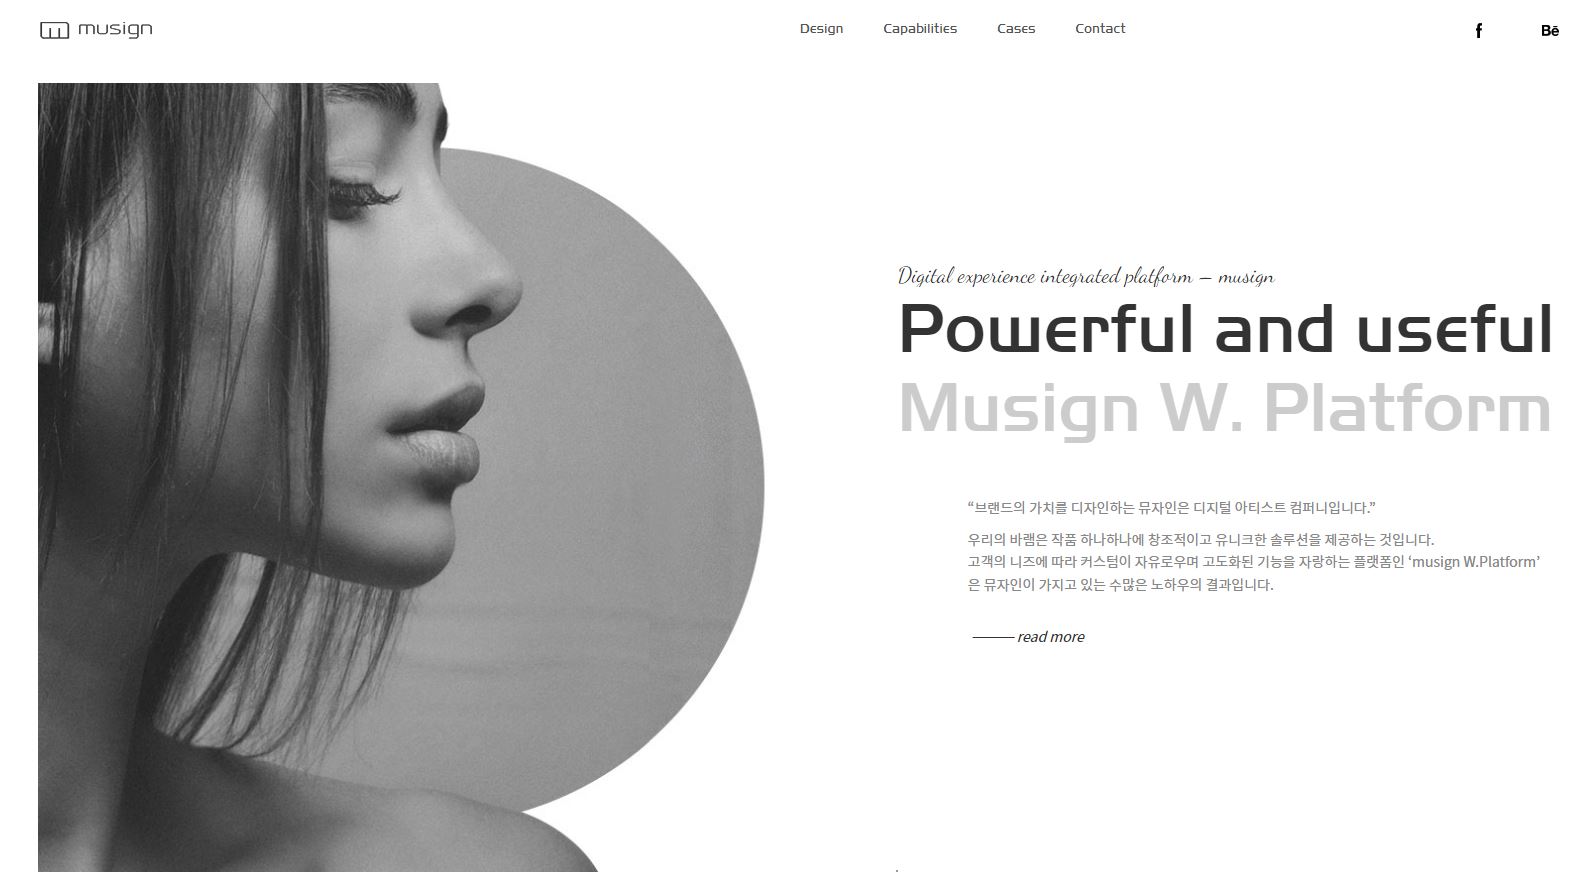 musign
Design Capabilities Cases Contact
f Bē
Digital experience integrated platform – musign
Powerful and useful
Musign W. Platform
“브랜드의 가치를 디자인하는 뮤자인은 디지털 아티스트 컴퍼니입니다.”
우리의 바램은 작품 하나하나에 창조적이고 유니크한 솔루션을 제공하는 것입니다.
고객의 니즈에 따라 커스텀이 자유로우며 고도화된 기능을 자랑하는 플랫폼인 ‘musign W.Platform’
은 뮤자인이 가지고 있는 수많은 노하우의 결과입니다.
read more